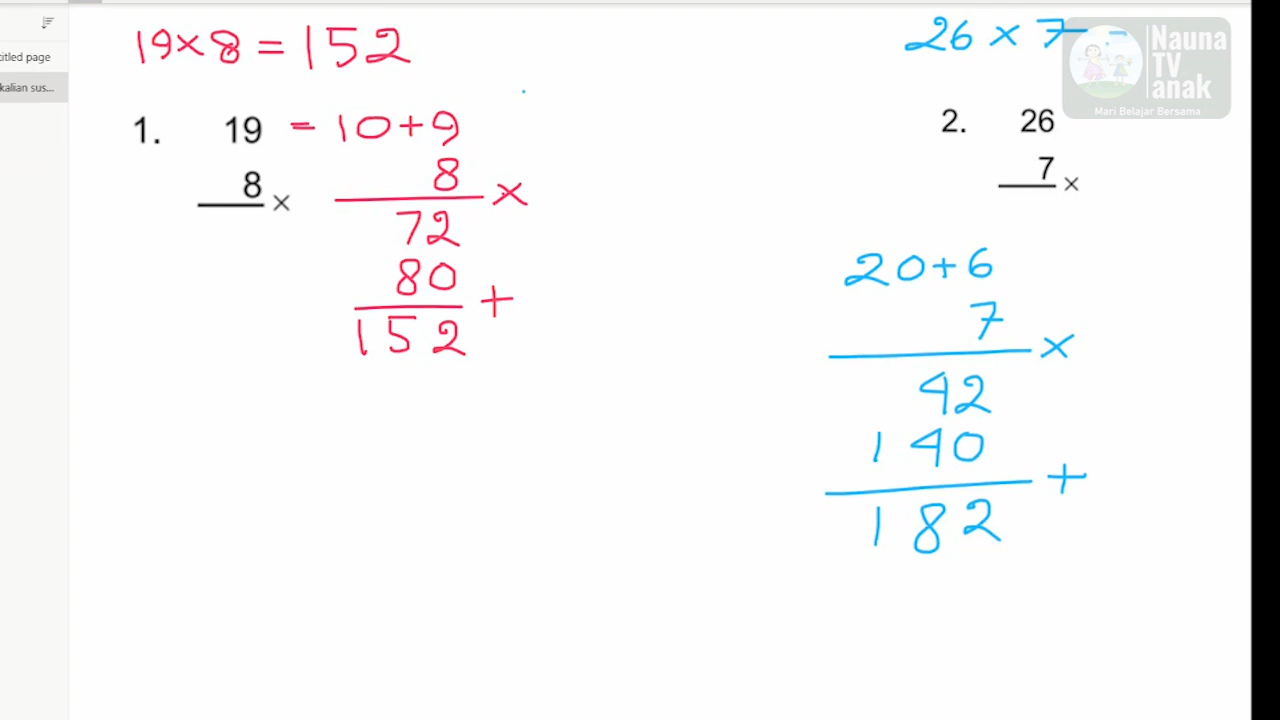 titled page
kalian sus...
19 × 8 = 152
1. 19 = 10 + 9
8 ×
8 ×
72
80 +
152
26 × 7
Nauna
TV
anak
Mari Belajar Bersama
2. 26
7 ×
20 + 6
7 ×
42
140 +
182